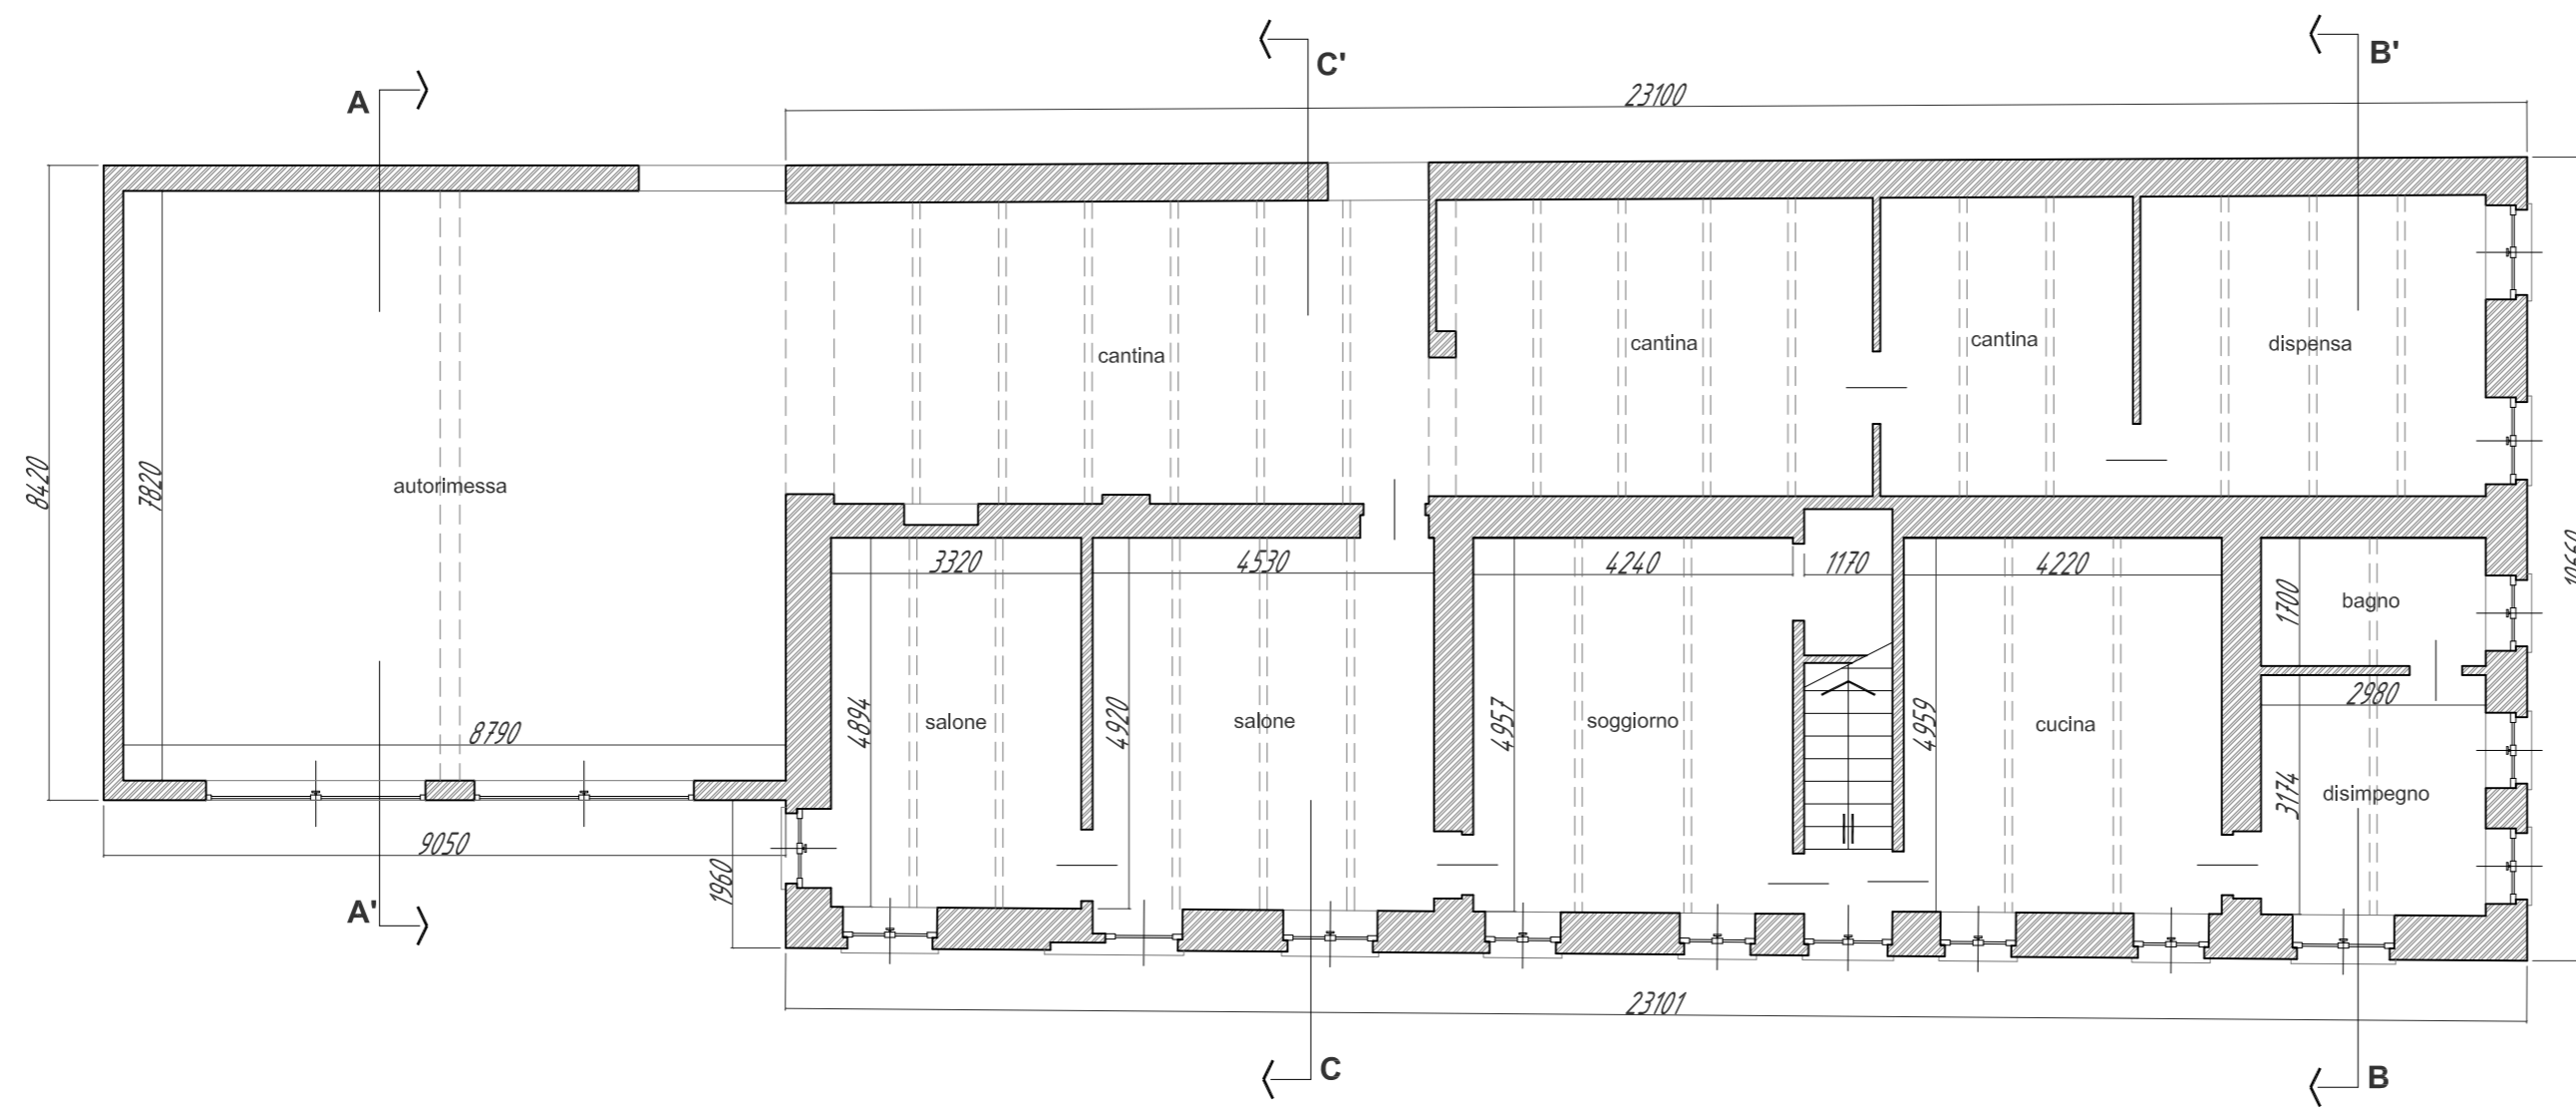 C'
B'
A
23100
cantina
cantina
cantina
dispensa
8420
7820
autorimessa
10660
3320
4530
4240
1170
4220
1700
bagno
2980
4894
salone
4920
salone
4957
soggiorno
4959
cucina
3174
disimpegno
8790
9050
1960
A'
23101
C
B